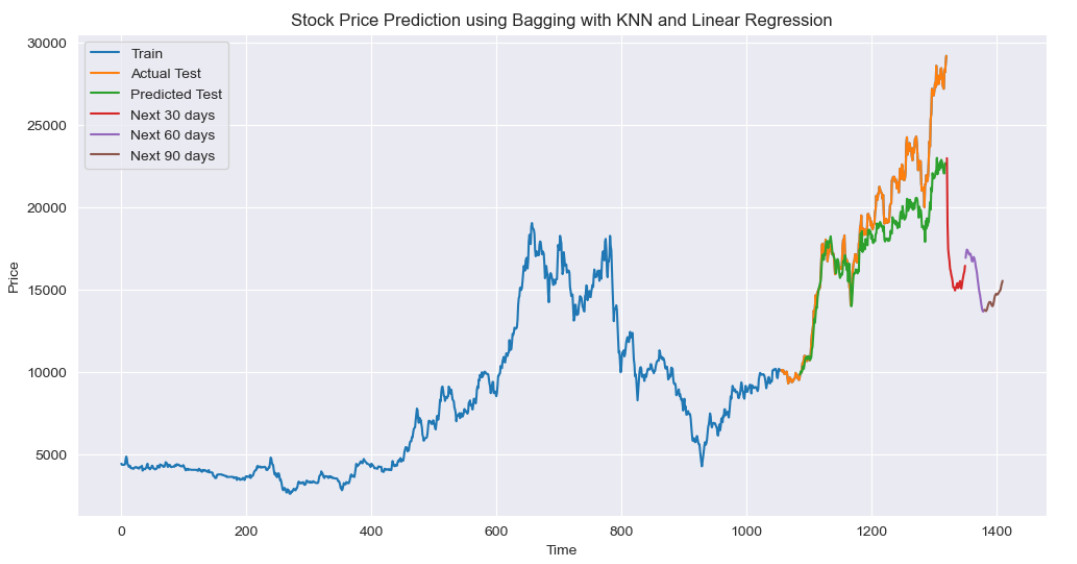 Stock Price Prediction using Bagging with KNN and Linear Regression
30000
25000
20000
15000
10000
5000
Price
Train
Actual Test
Predicted Test
Next 30 days
Next 60 days
Next 90 days
0 200 400 600 800 1000 1200 1400
Time